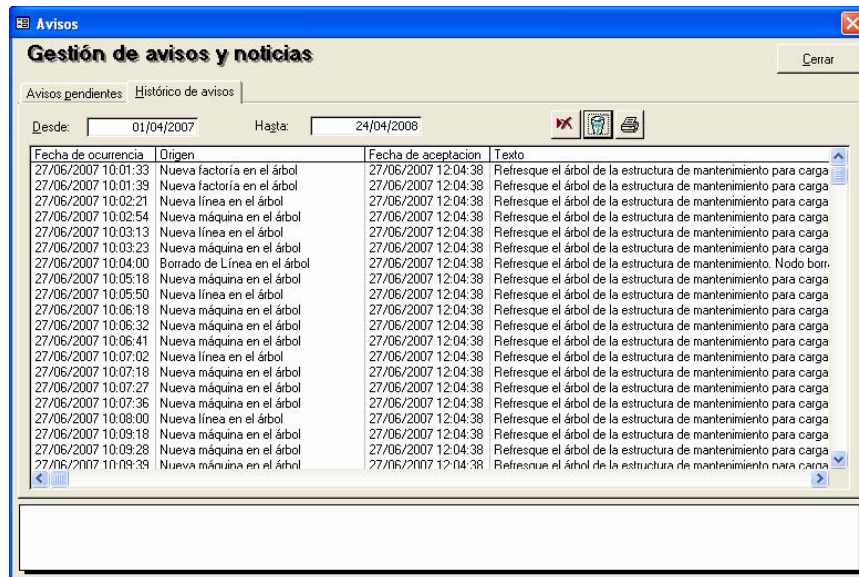 Avisos
Gestión de avisos y noticias
Cerrar
Avisos pendientes Histórico de avisos
Desde: 01/04/2007 Hasta: 24/04/2008
Fecha de ocurrencia Origen Fecha de aceptacion Texto
27/06/2007 10:01:33 Nueva factoría en el árbol 27/06/2007 12:04:38 Refresque el árbol de la estructura de mantenimiento para carga
27/06/2007 10:01:39 Nueva factoría en el árbol 27/06/2007 12:04:38 Refresque el árbol de la estructura de mantenimiento para carga
27/06/2007 10:02:21 Nueva línea en el árbol 27/06/2007 12:04:38 Refresque el árbol de la estructura de mantenimiento para carga
27/06/2007 10:02:54 Nueva máquina en el árbol 27/06/2007 12:04:38 Refresque el árbol de la estructura de mantenimiento para carga
27/06/2007 10:03:13 Nueva línea en el árbol 27/06/2007 12:04:38 Refresque el árbol de la estructura de mantenimiento para carga
27/06/2007 10:03:23 Nueva máquina en el árbol 27/06/2007 12:04:38 Refresque el árbol de la estructura de mantenimiento para carga
27/06/2007 10:04:00 Borrado de Línea en el árbol 27/06/2007 12:04:38 Refresque el árbol de la estructura de mantenimiento. Nodo borr
27/06/2007 10:05:18 Nueva máquina en el árbol 27/06/2007 12:04:38 Refresque el árbol de la estructura de mantenimiento para carga
27/06/2007 10:05:50 Nueva línea en el árbol 27/06/2007 12:04:38 Refresque el árbol de la estructura de mantenimiento para carga
27/06/2007 10:06:18 Nueva máquina en el árbol 27/06/2007 12:04:38 Refresque el árbol de la estructura de mantenimiento para carga
27/06/2007 10:06:32 Nueva máquina en el árbol 27/06/2007 12:04:38 Refresque el árbol de la estructura de mantenimiento para carga
27/06/2007 10:06:41 Nueva máquina en el árbol 27/06/2007 12:04:38 Refresque el árbol de la estructura de mantenimiento para carga
27/06/2007 10:07:02 Nueva línea en el árbol 27/06/2007 12:04:38 Refresque el árbol de la estructura de mantenimiento para carga
27/06/2007 10:07:18 Nueva máquina en el árbol 27/06/2007 12:04:38 Refresque el árbol de la estructura de mantenimiento para carga
27/06/2007 10:07:27 Nueva máquina en el árbol 27/06/2007 12:04:38 Refresque el árbol de la estructura de mantenimiento para carga
27/06/2007 10:07:36 Nueva máquina en el árbol 27/06/2007 12:04:38 Refresque el árbol de la estructura de mantenimiento para carga
27/06/2007 10:08:00 Nueva línea en el árbol 27/06/2007 12:04:38 Refresque el árbol de la estructura de mantenimiento para carga
27/06/2007 10:09:18 Nueva máquina en el árbol 27/06/2007 12:04:38 Refresque el árbol de la estructura de mantenimiento para carga
27/06/2007 10:09:28 Nueva máquina en el árbol 27/06/2007 12:04:38 Refresque el árbol de la estructura de mantenimiento para carga
27/06/2007 10:09:39 Nueva máquina en el árbol 27/06/2007 12:04:38 Refresque el árbol de la estructura de mantenimiento para carga